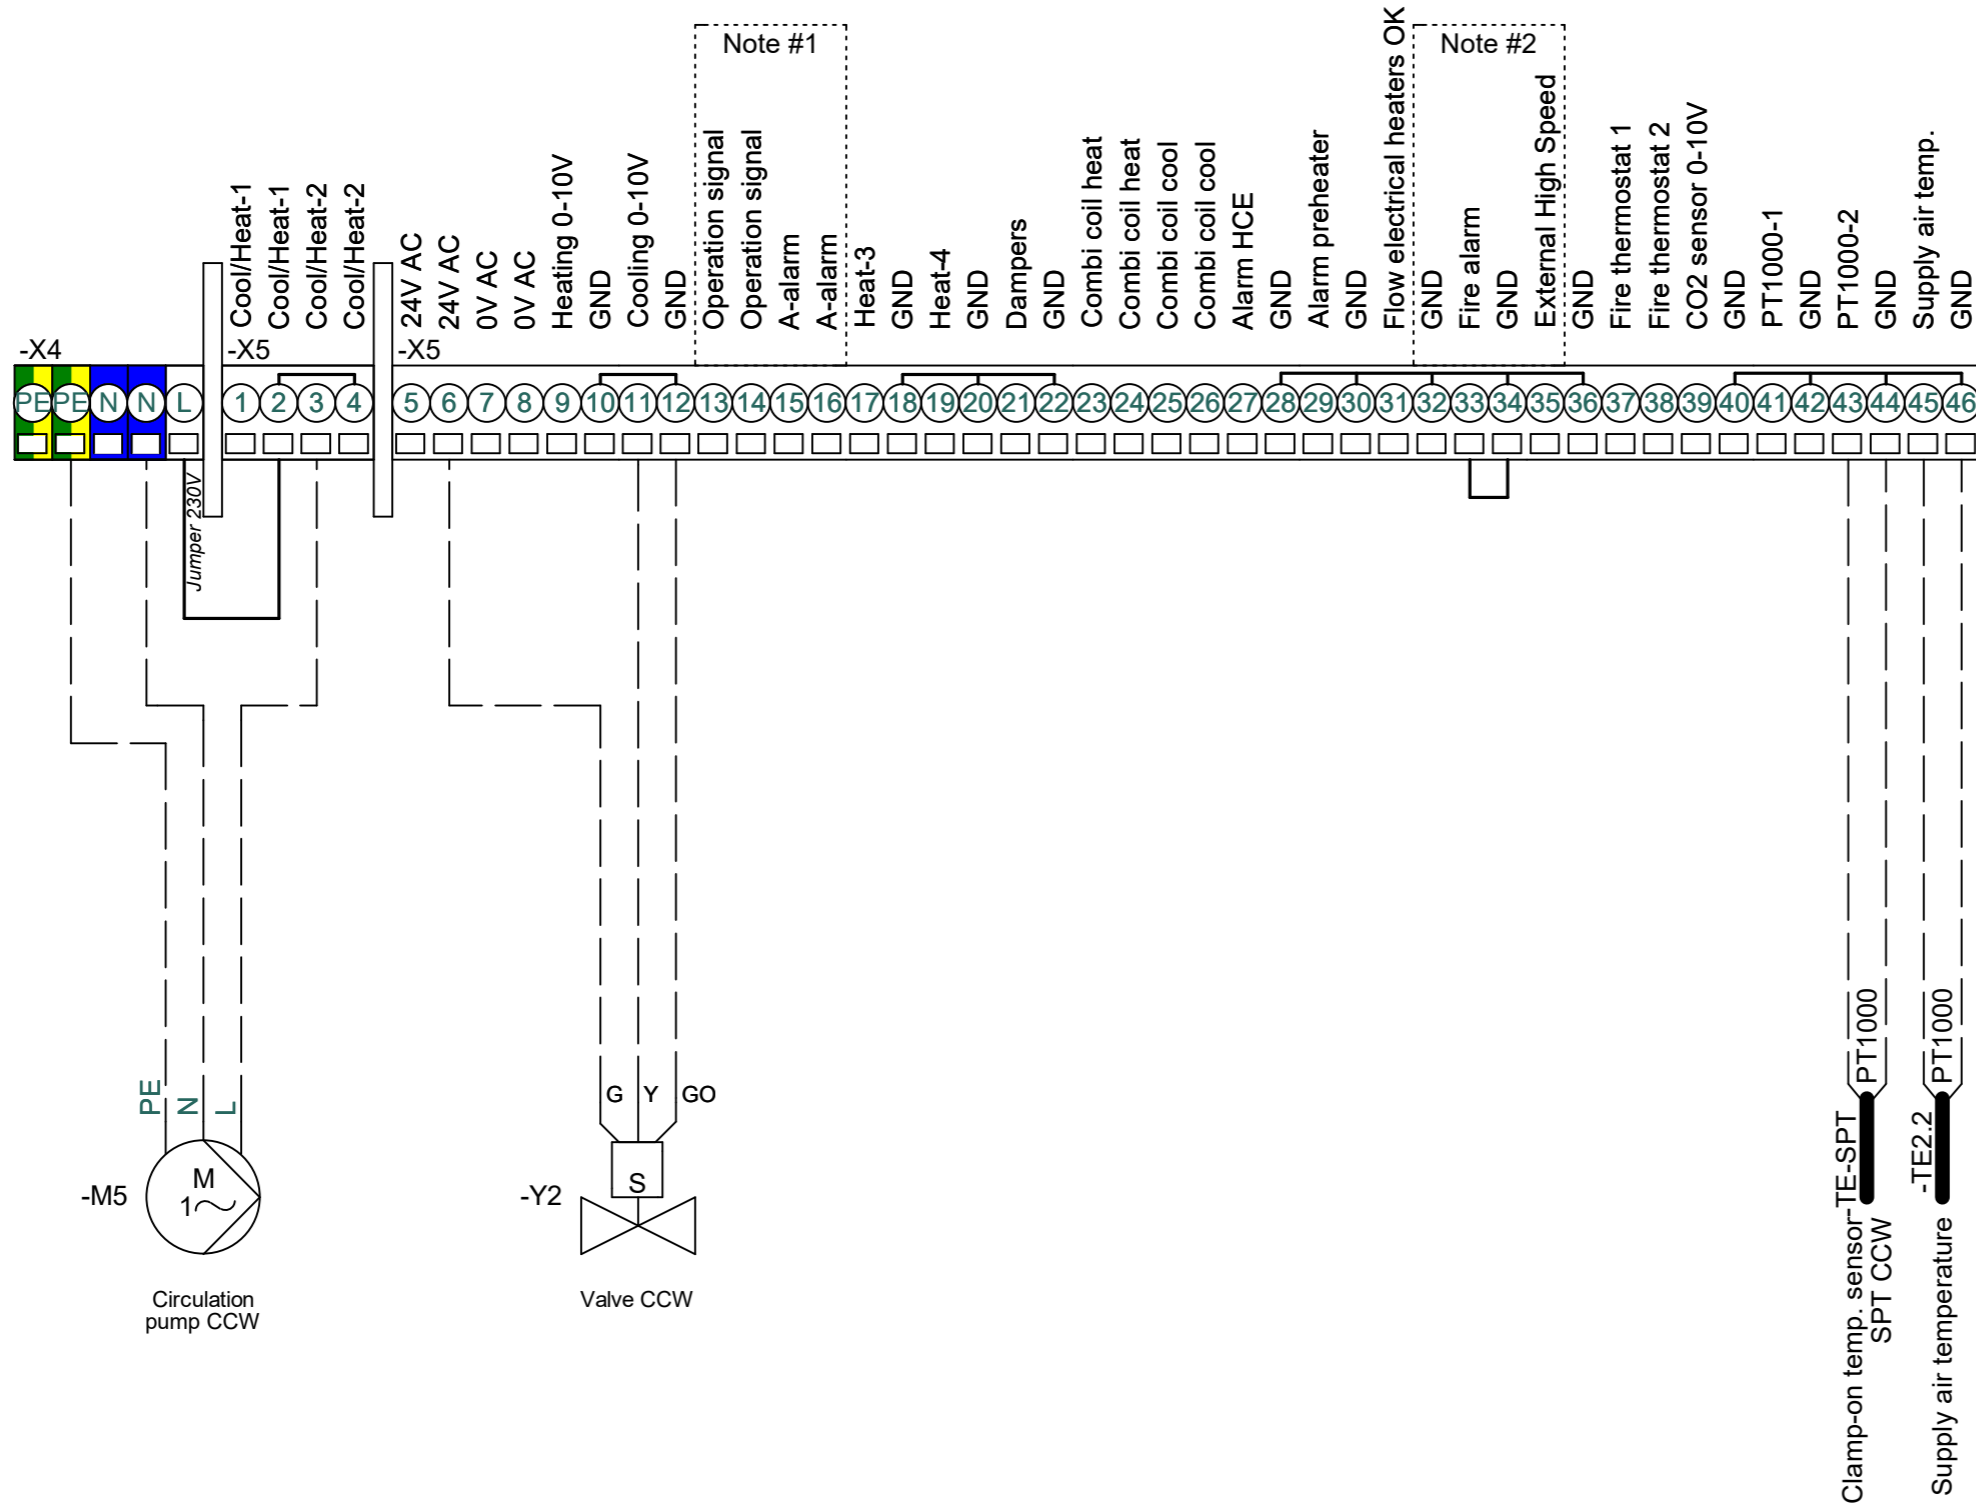 Note #1
Note #2
Cool/Heat-1
Cool/Heat-1
Cool/Heat-2
Cool/Heat-2
24V AC
24V AC
0V AC
0V AC
Heating 0-10V
GND
Cooling 0-10V
GND
Operation signal
Operation signal
A-alarm
A-alarm
Heat-3
GND
Heat-4
GND
Dampers
GND
Combi coil heat
Combi coil heat
Combi coil cool
Combi coil cool
Alarm HCE
GND
Alarm preheater
GND
Flow electrical heaters OK
GND
Fire alarm
GND
External High Speed
GND
Fire thermostat 1
Fire thermostat 2
CO2 sensor 0-10V
GND
PT1000-1
GND
PT1000-2
GND
Supply air temp.
GND
-X4
-X5
-X5
PE PE N N L 1 2 3 4 5 6 7 8 9 10 11 12 13 14 15 16 17 18 19 20 21 22 23 24 25 26 27 28 29 30 31 32 33 34 35 36 37 38 39 40 41 42 43 44 45 46
Jumper 230V
PE
N
L
G Y GO
PT1000
PT1000
-M5
M
1
-Y2
S
Circulation
pump CCW
Valve CCW
-TE-SPT
Clamp-on temp. sensor
SPT CCW
-TE2.2
Supply air temperature